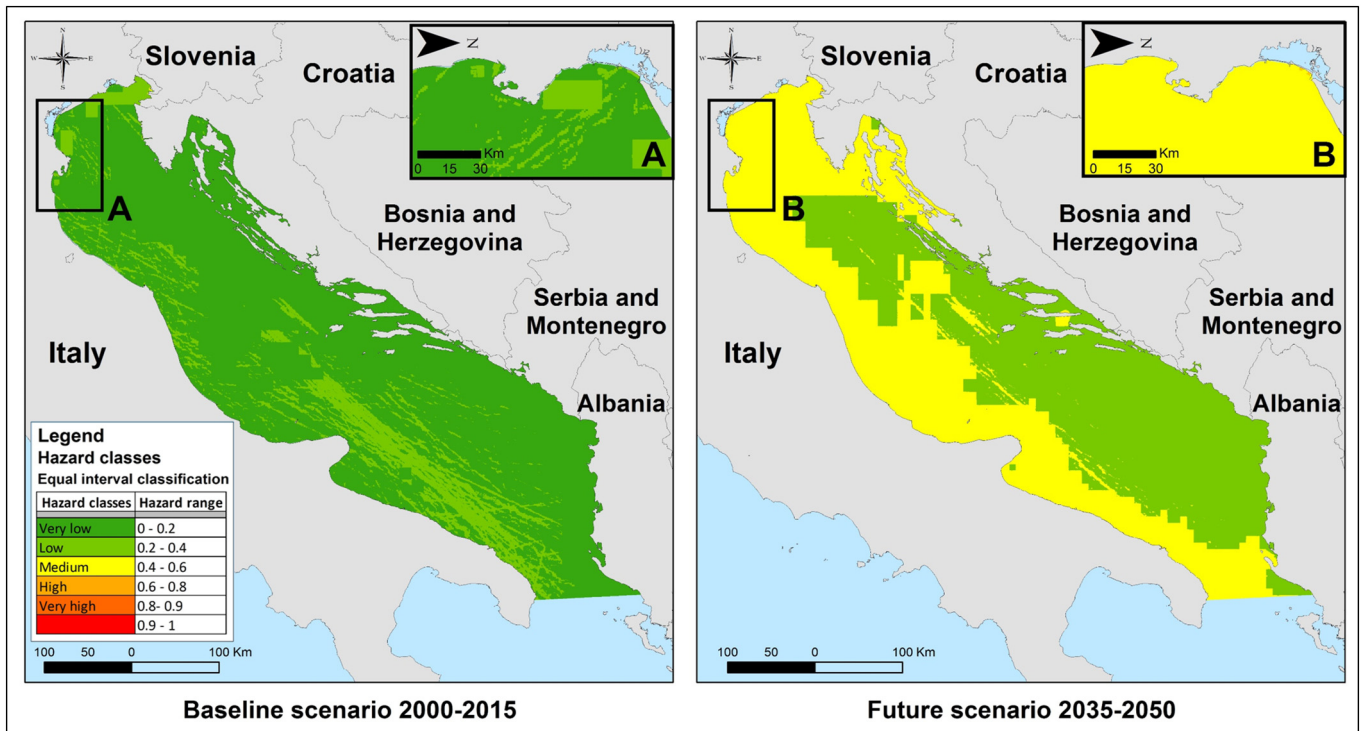 N
W E
S
Slovenia
Croatia
N
Km
0 15 30
A
A
Bosnia and
Herzegovina
Serbia and
Montenegro
Italy
Albania
Legend
Hazard classes
Equal interval classification
Hazard classes Hazard range
Very low 0 - 0.2
Low 0.2 - 0.4
Medium 0.4 - 0.6
High 0.6 - 0.8
Very high 0.8- 0.9
0.9 - 1
100 50 0 100 Km
Baseline scenario 2000-2015
N
W E
S
Slovenia
Croatia
N
Km
0 15 30
B
B
Bosnia and
Herzegovina
Serbia and
Montenegro
Italy
Albania
100 50 0 100 Km
Future scenario 2035-2050